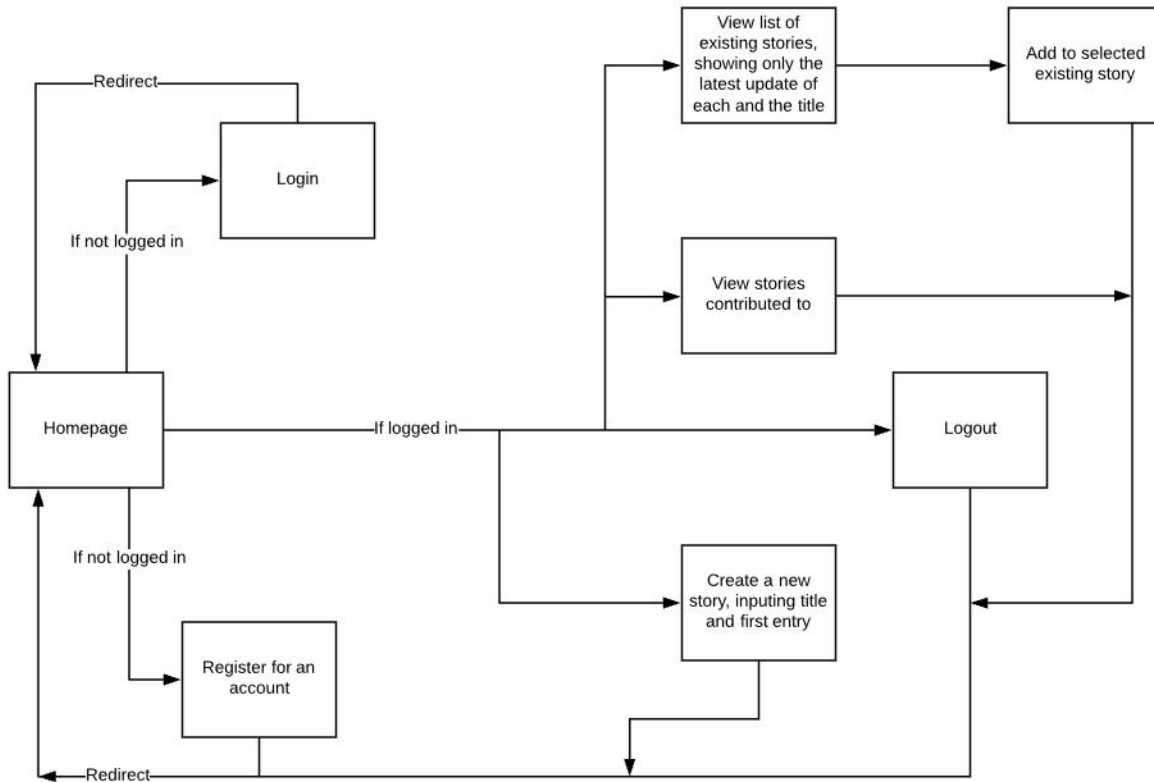 View list of
existing stories,
showing only the
latest update of
each and the title
Add to selected
existing story
Redirect
Login
If not logged in
View stories
contributed to
Homepage
If logged in
Logout
If not logged in
Create a new
story, inputing title
and first entry
Register for an
account
Redirect